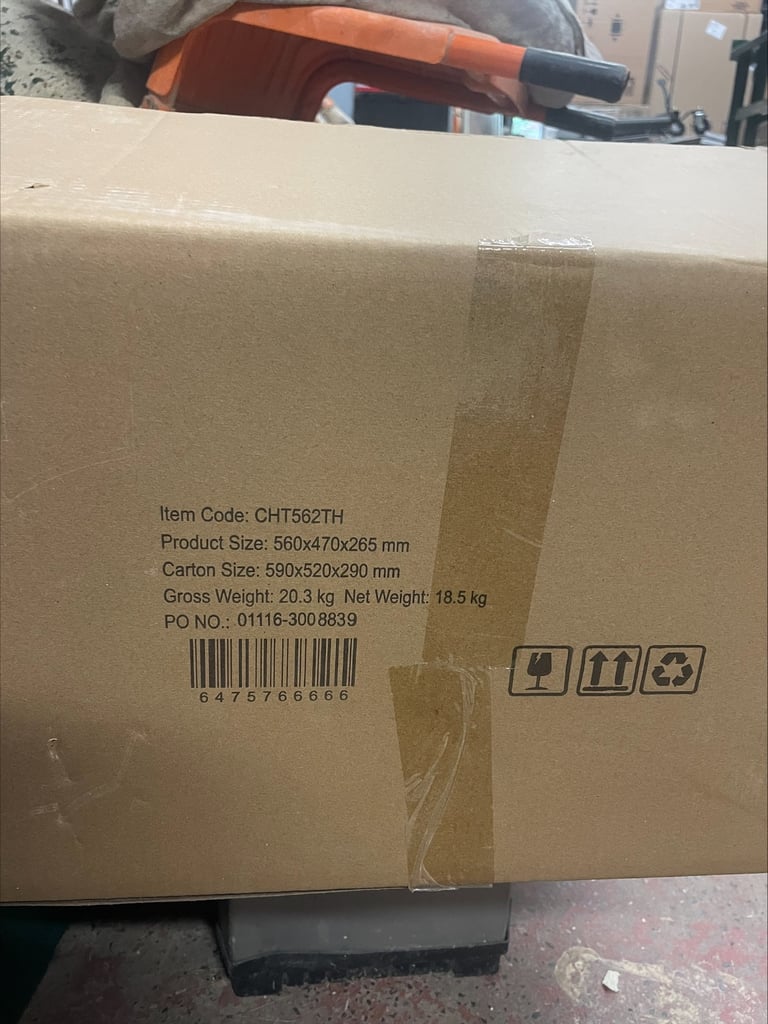 Item Code: CHT562TH
Product Size: 560x470x265 mm
Carton Size: 590x520x290 mm
Gross Weight: 20.3 kg Net Weight: 18.5 kg
PO NO.: 01116-3008839
6475766666